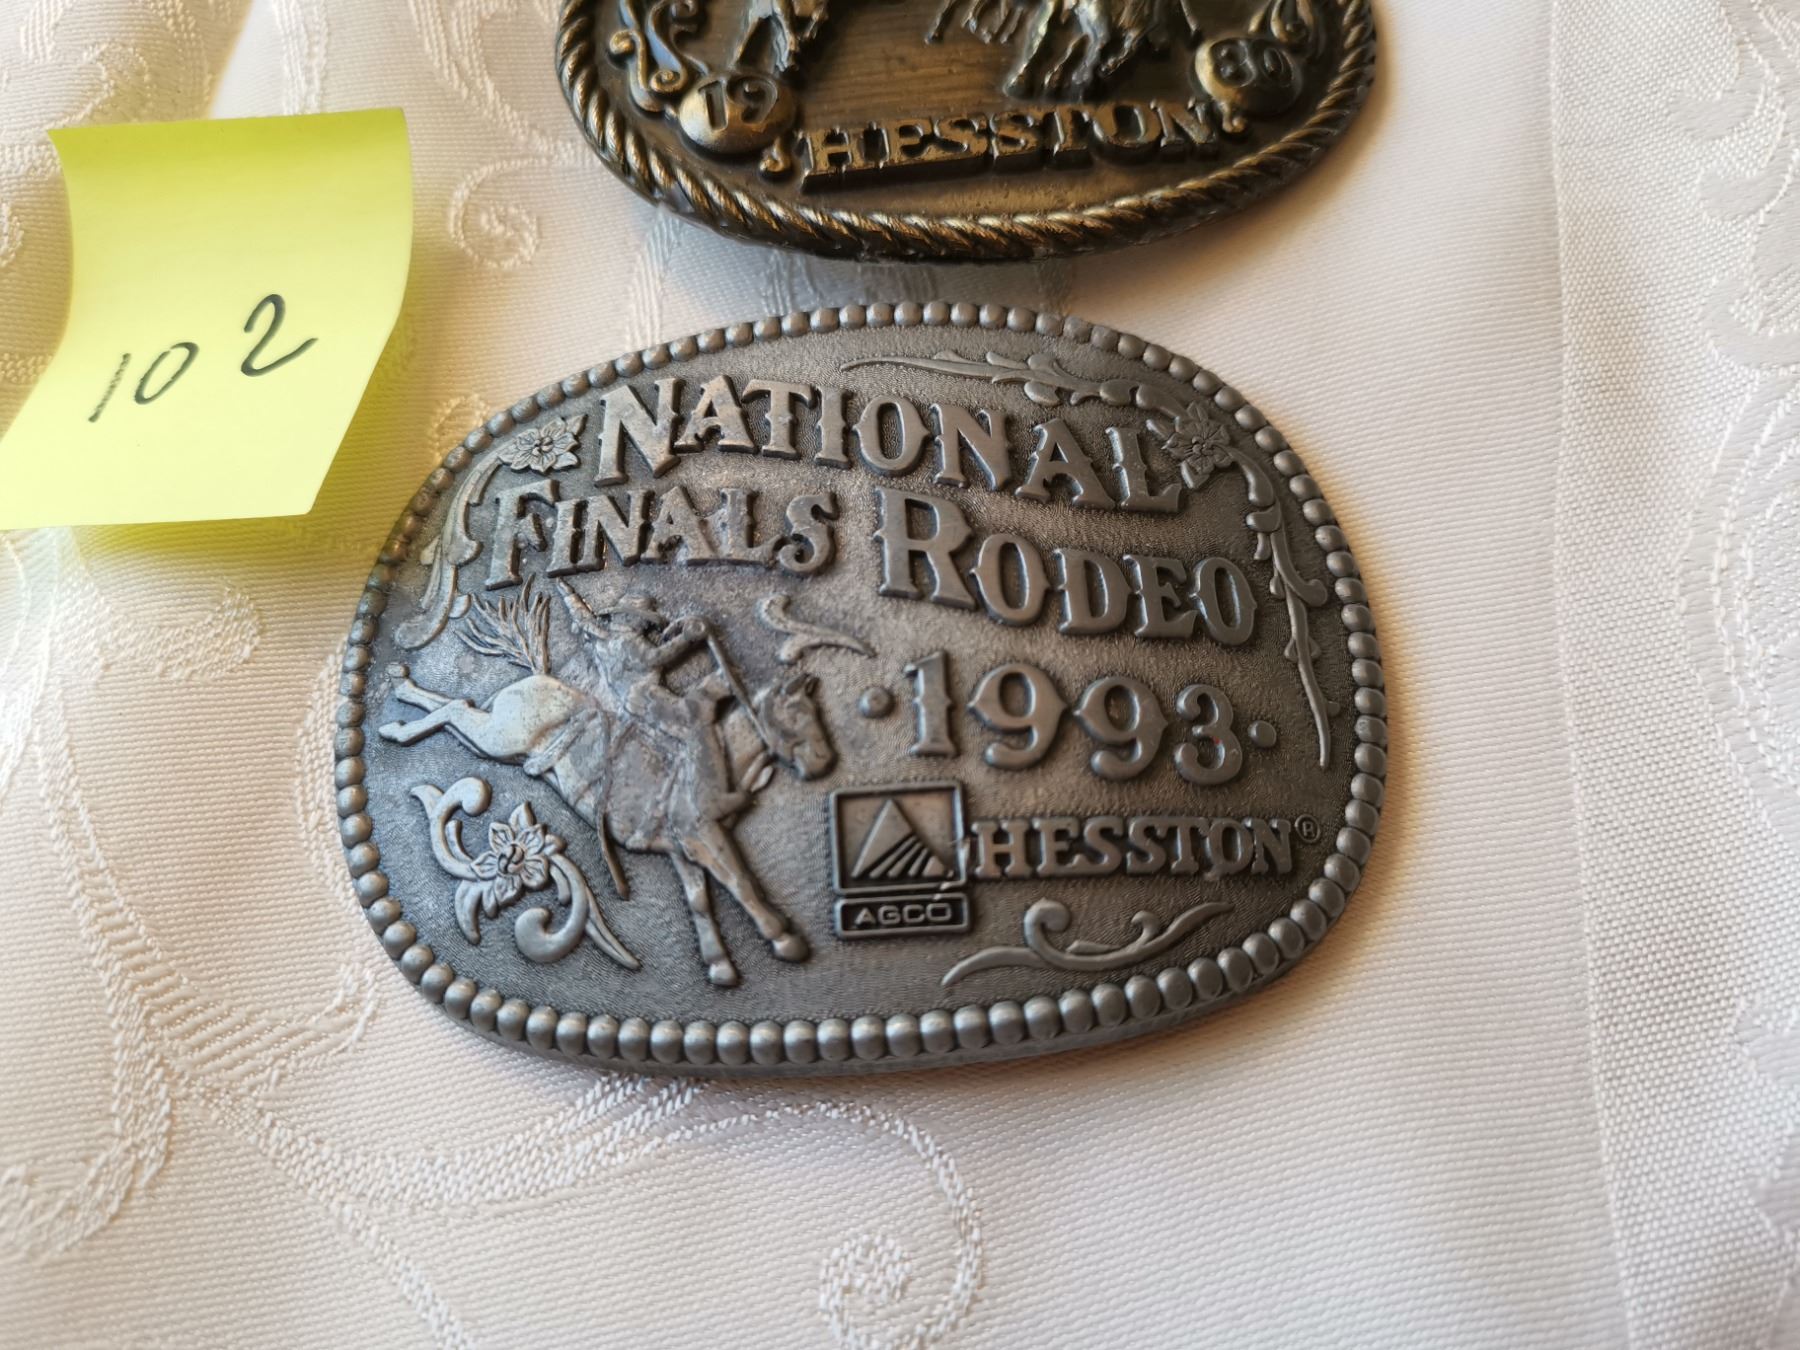 19 80
HESSTON
102
NATIONAL
FINALS RODEO
·1993·
HESSTON®
AGCO